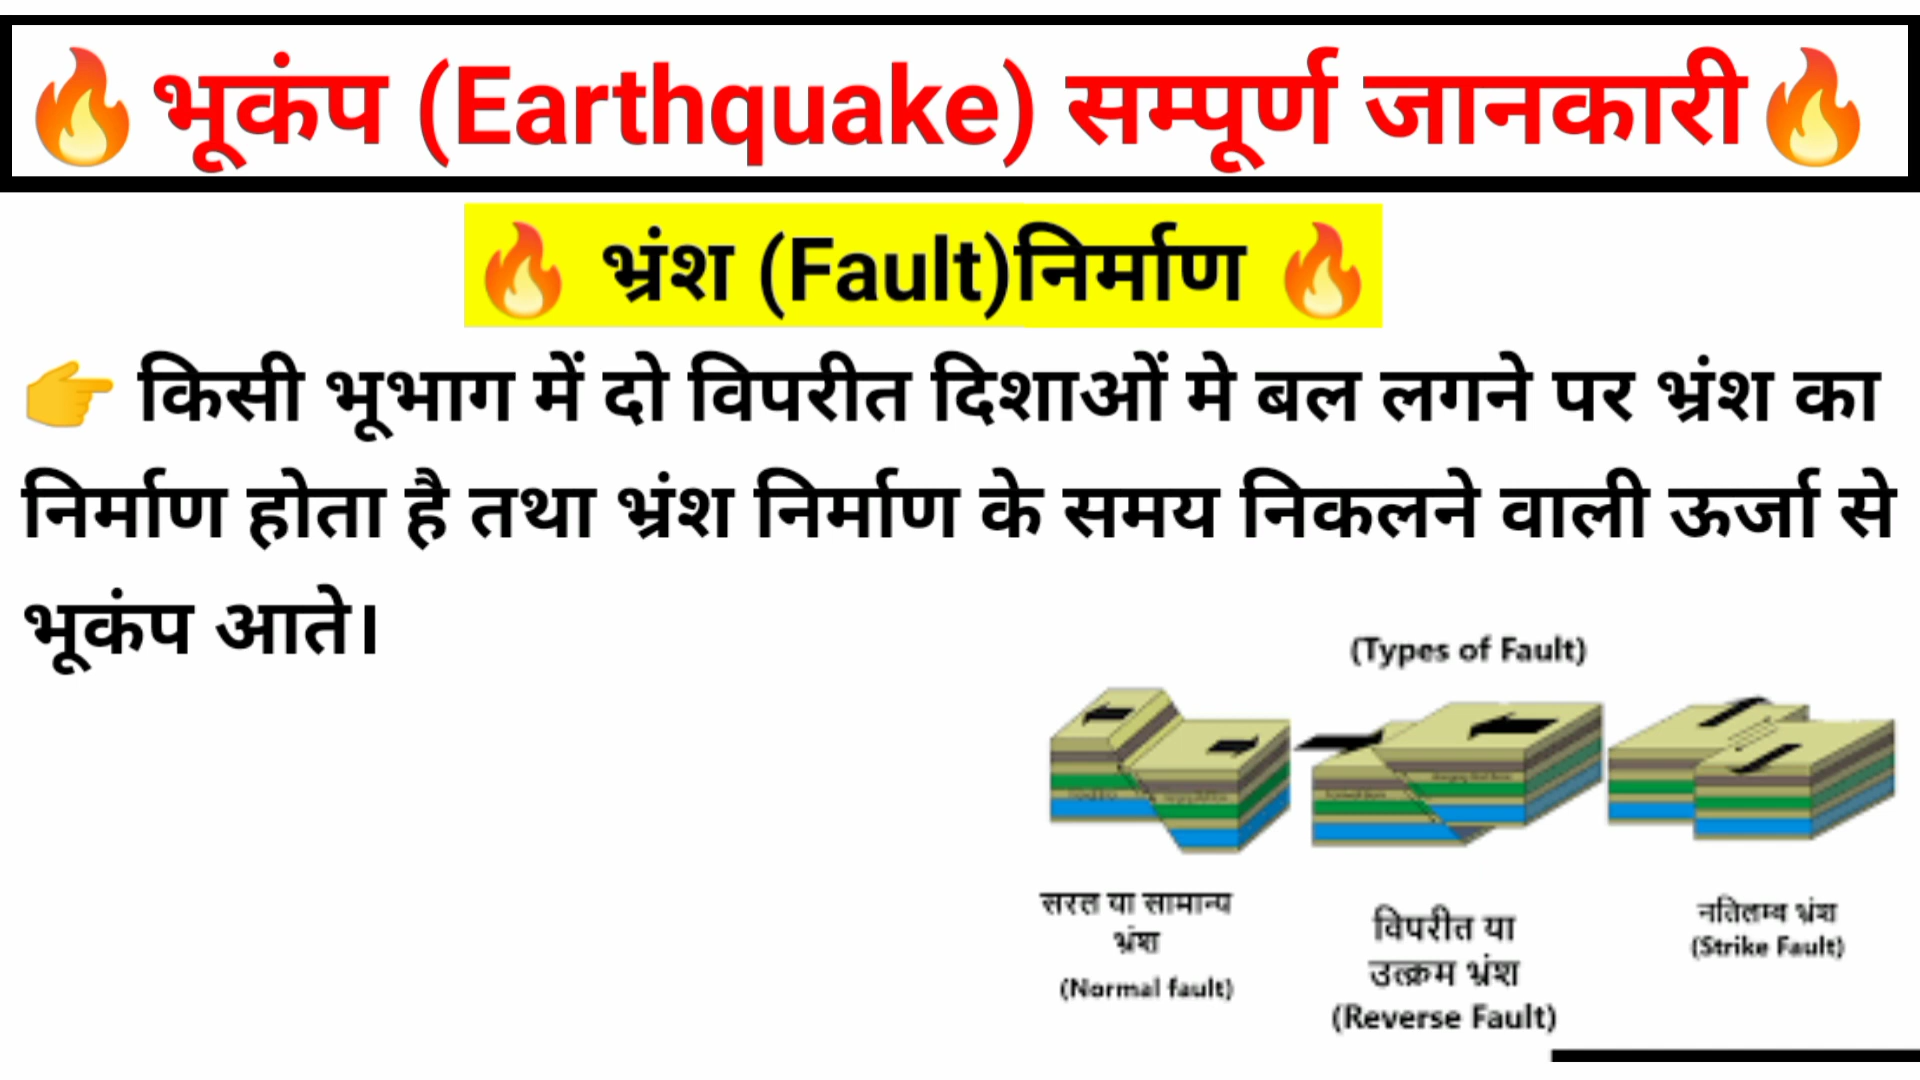 🔥भूकंप (Earthquake) सम्पूर्ण जानकारी🔥
🔥 भ्रंश (Fault)निर्माण 🔥
👉 किसी भूभाग में दो विपरीत दिशाओं मे बल लगने पर भ्रंश का
निर्माण होता है तथा भ्रंश निर्माण के समय निकलने वाली ऊर्जा से
भूकंप आते।
(Types of Fault)
सरल या सामान्य
भ्रंश
(Normal fault)
विपरीत या
उत्क्रम भ्रंश
(Reverse Fault)
नतिलम्ब भ्रंश
(Strike Fault)